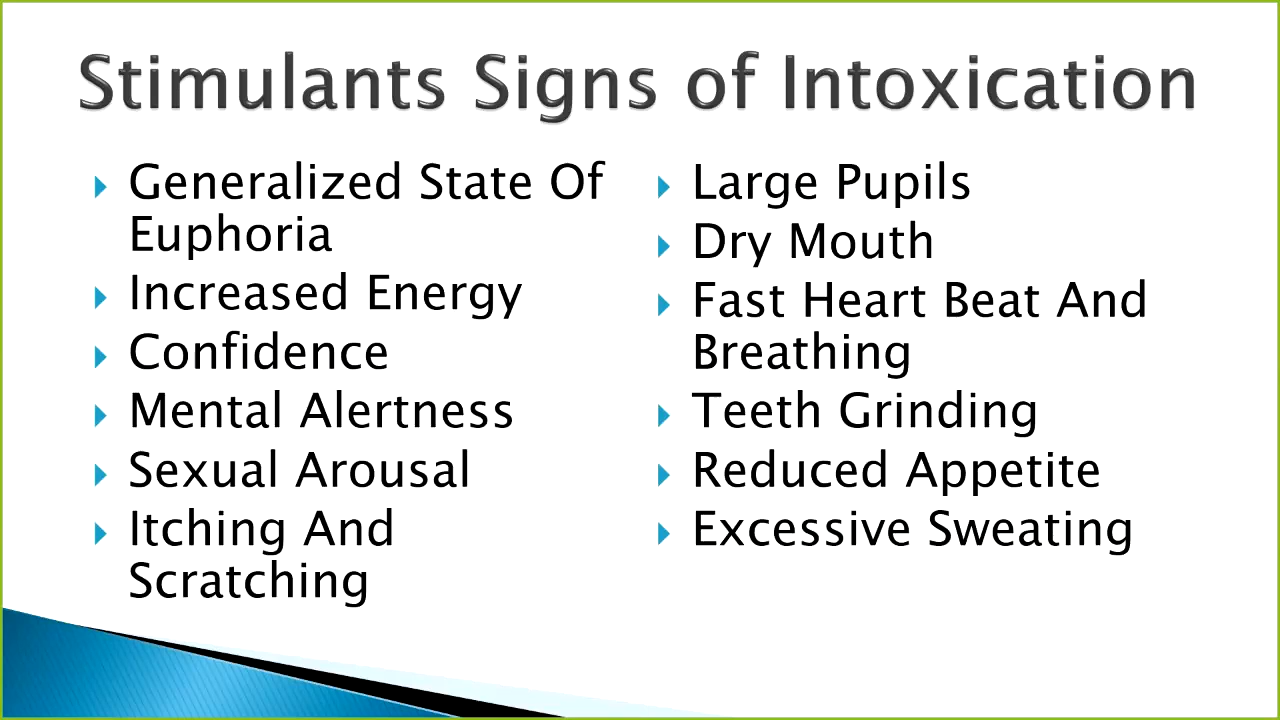 Stimulants Signs of Intoxication
Generalized State Of
Euphoria
Increased Energy
Confidence
Mental Alertness
Sexual Arousal
Itching And
Scratching
Large Pupils
Dry Mouth
Fast Heart Beat And
Breathing
Teeth Grinding
Reduced Appetite
Excessive Sweating